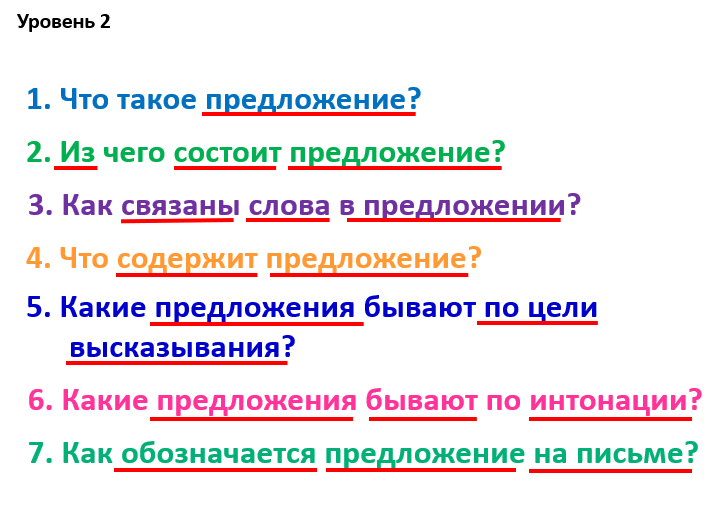 Уровень 2
1. Что такое предложение?
2. Из чего состоит предложение?
3. Как связаны слова в предложении?
4. Что содержит предложение?
5. Какие предложения бывают по цели
высказывания?
6. Какие предложения бывают по интонации?
7. Как обозначается предложение на письме?